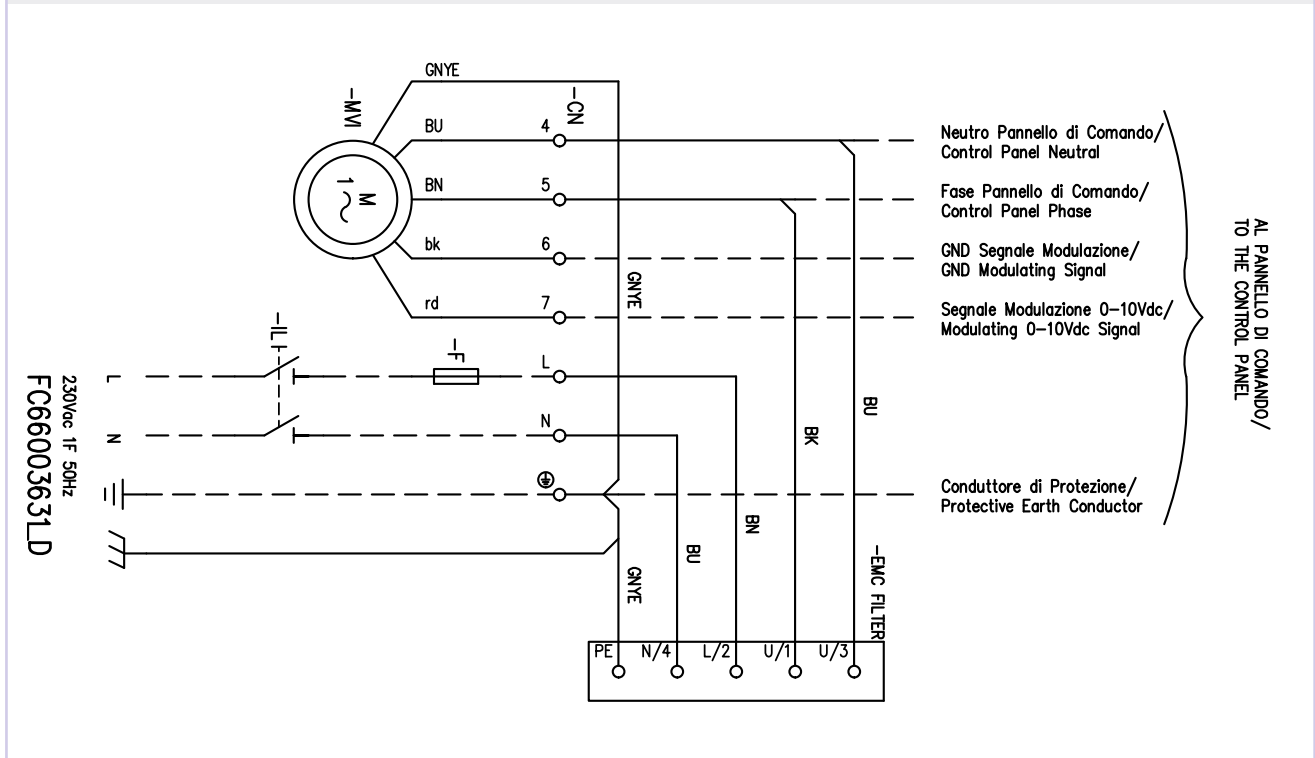 GNYE
-MVI
-CN
BU
4
BN
5
bk
6
rd
7
M
1
GNYE
Neutro Pannello di Comando/
Control Panel Neutral
Fase Pannello di Comando/
Control Panel Phase
GND Segnale Modulazione/
GND Modulating Signal
Segnale Modulazione 0-10Vdc/
Modulating 0-10Vdc Signal
AL PANNELLO DI COMANDO/
TO THE CONTROL PANEL
-IL1
-F
L
L
N
N
BU
BK
BN
BU
GNYE
Conduttore di Protezione/
Protective Earth Conductor
230Vac 1F 50Hz
FC66003631_D
-EMC FILTER
PE
N/4
L/2
U/1
U/3